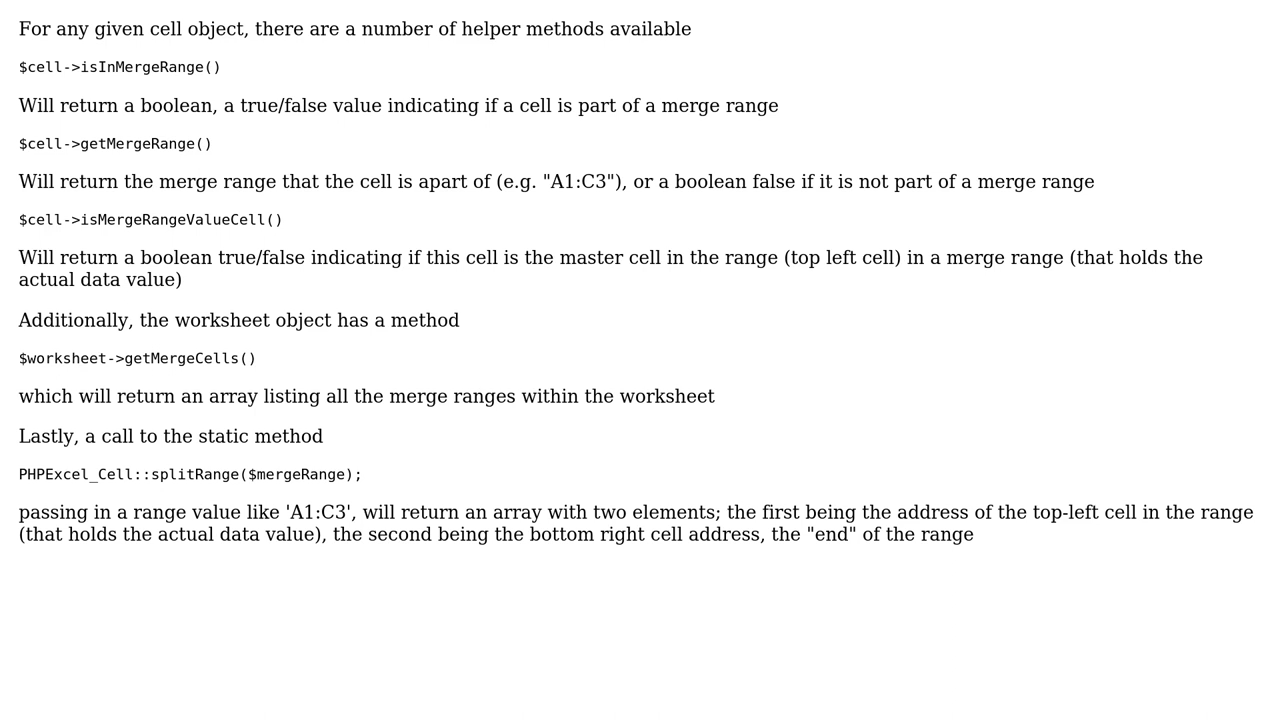 For any given cell object, there are a number of helper methods available
$cell->isInMergeRange()
Will return a boolean, a true/false value indicating if a cell is part of a merge range
$cell->getMergeRange()
Will return the merge range that the cell is apart of (e.g. "A1:C3"), or a boolean false if it is not part of a merge range
$cell->isMergeRangeValueCell()
Will return a boolean true/false indicating if this cell is the master cell in the range (top left cell) in a merge range (that holds the
actual data value)
Additionally, the worksheet object has a method
$worksheet->getMergeCells()
which will return an array listing all the merge ranges within the worksheet
Lastly, a call to the static method
PHPExcel_Cell::splitRange($mergeRange);
passing in a range value like 'A1:C3', will return an array with two elements; the first being the address of the top-left cell in the range
(that holds the actual data value), the second being the bottom right cell address, the "end" of the range